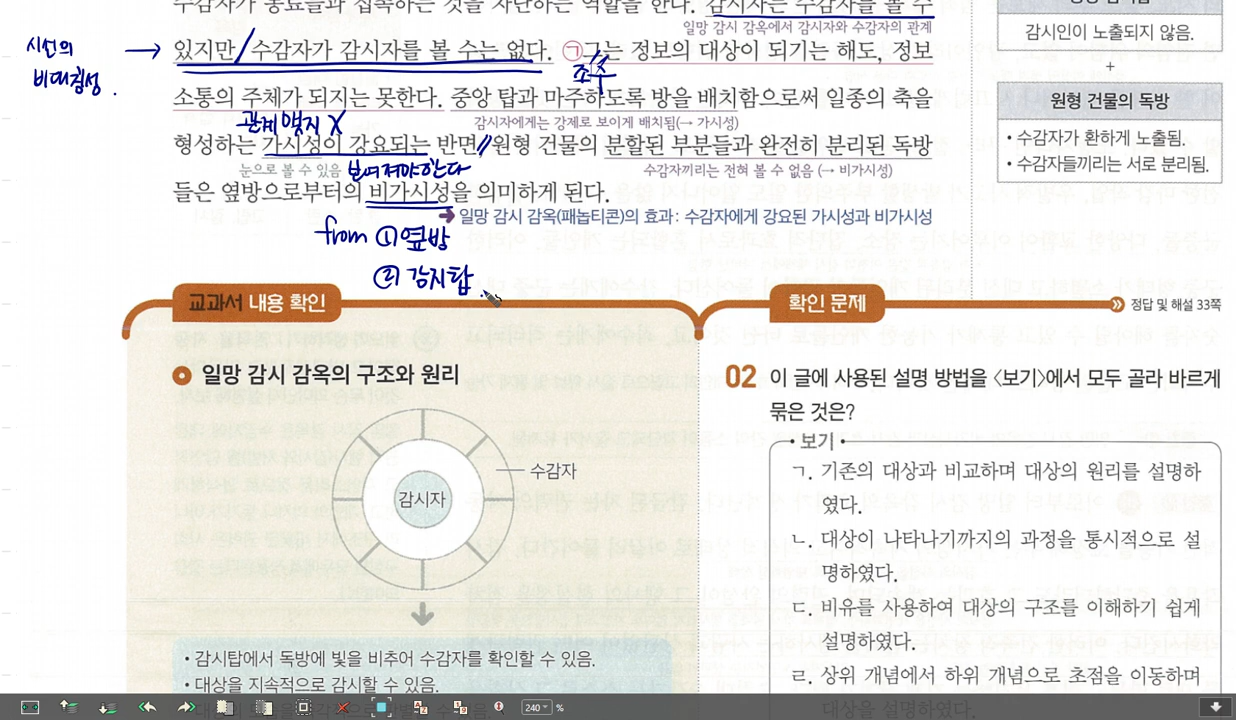 수감자가 동료들과 접촉하는 것을 차단하는 역할을 한다. 감시자는 수감자를 볼 수
일망 감시 감옥에서 감시자와 수감자의 관계
시선의
비대칭성.
있지만/수감자가 감시자를 볼 수는 없다. ㉠그는 정보의 대상이 되기는 해도, 정보
죄수
소통의 주체가 되지는 못한다. 중앙 탑과 마주하도록 방을 배치함으로써 일종의 축을
관계 맺지 X
감시자에게는 강제로 보이게 배치됨(→ 가시성)
형성하는 가시성이 강요되는 반면//원형 건물의 분할된 부분들과 완전히 분리된 독방
눈으로 볼 수 있음
보여져야한다
수감자끼리는 전혀 볼 수 없음 (→ 비가시성)
들은 옆방으로부터의 비가시성을 의미하게 된다.
일망 감시 감옥(패놉티콘)의 효과: 수감자에게 강요된 가시성과 비가시성
from ① 옆방
② 감시탑.
감시인이 노출되지 않음.
+
원형 건물의 독방
• 수감자가 환하게 노출됨.
• 수감자들끼리는 서로 분리됨.
교과서 내용 확인
일망 감시 감옥의 구조와 원리
수감자
감시자
• 감시탑에서 독방에 빛을 비추어 수감자를 확인할 수 있음.
• 대상을 지속적으로 감시할 수 있음.
확인 문제
정답 및 해설 33쪽
02 이 글에 사용된 설명 방법을 〈보기〉에서 모두 골라 바르게
묶은 것은?
• 보기 •
ㄱ. 기존의 대상과 비교하며 대상의 원리를 설명하
였다.
ㄴ. 대상이 나타나기까지의 과정을 통시적으로 설
명하였다.
ㄷ. 비유를 사용하여 대상의 구조를 이해하기 쉽게
설명하였다.
ㄹ. 상위 개념에서 하위 개념으로 초점을 이동하며
대상을 설명하였다.
240 %